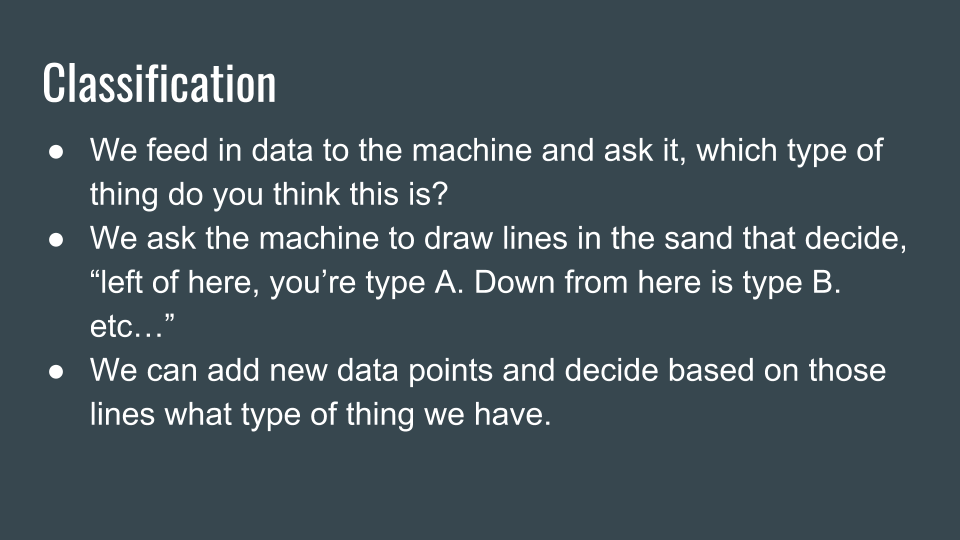 Classification
● We feed in data to the machine and ask it, which type of
thing do you think this is?
● We ask the machine to draw lines in the sand that decide,
“left of here, you’re type A. Down from here is type B.
etc…”
● We can add new data points and decide based on those
lines what type of thing we have.